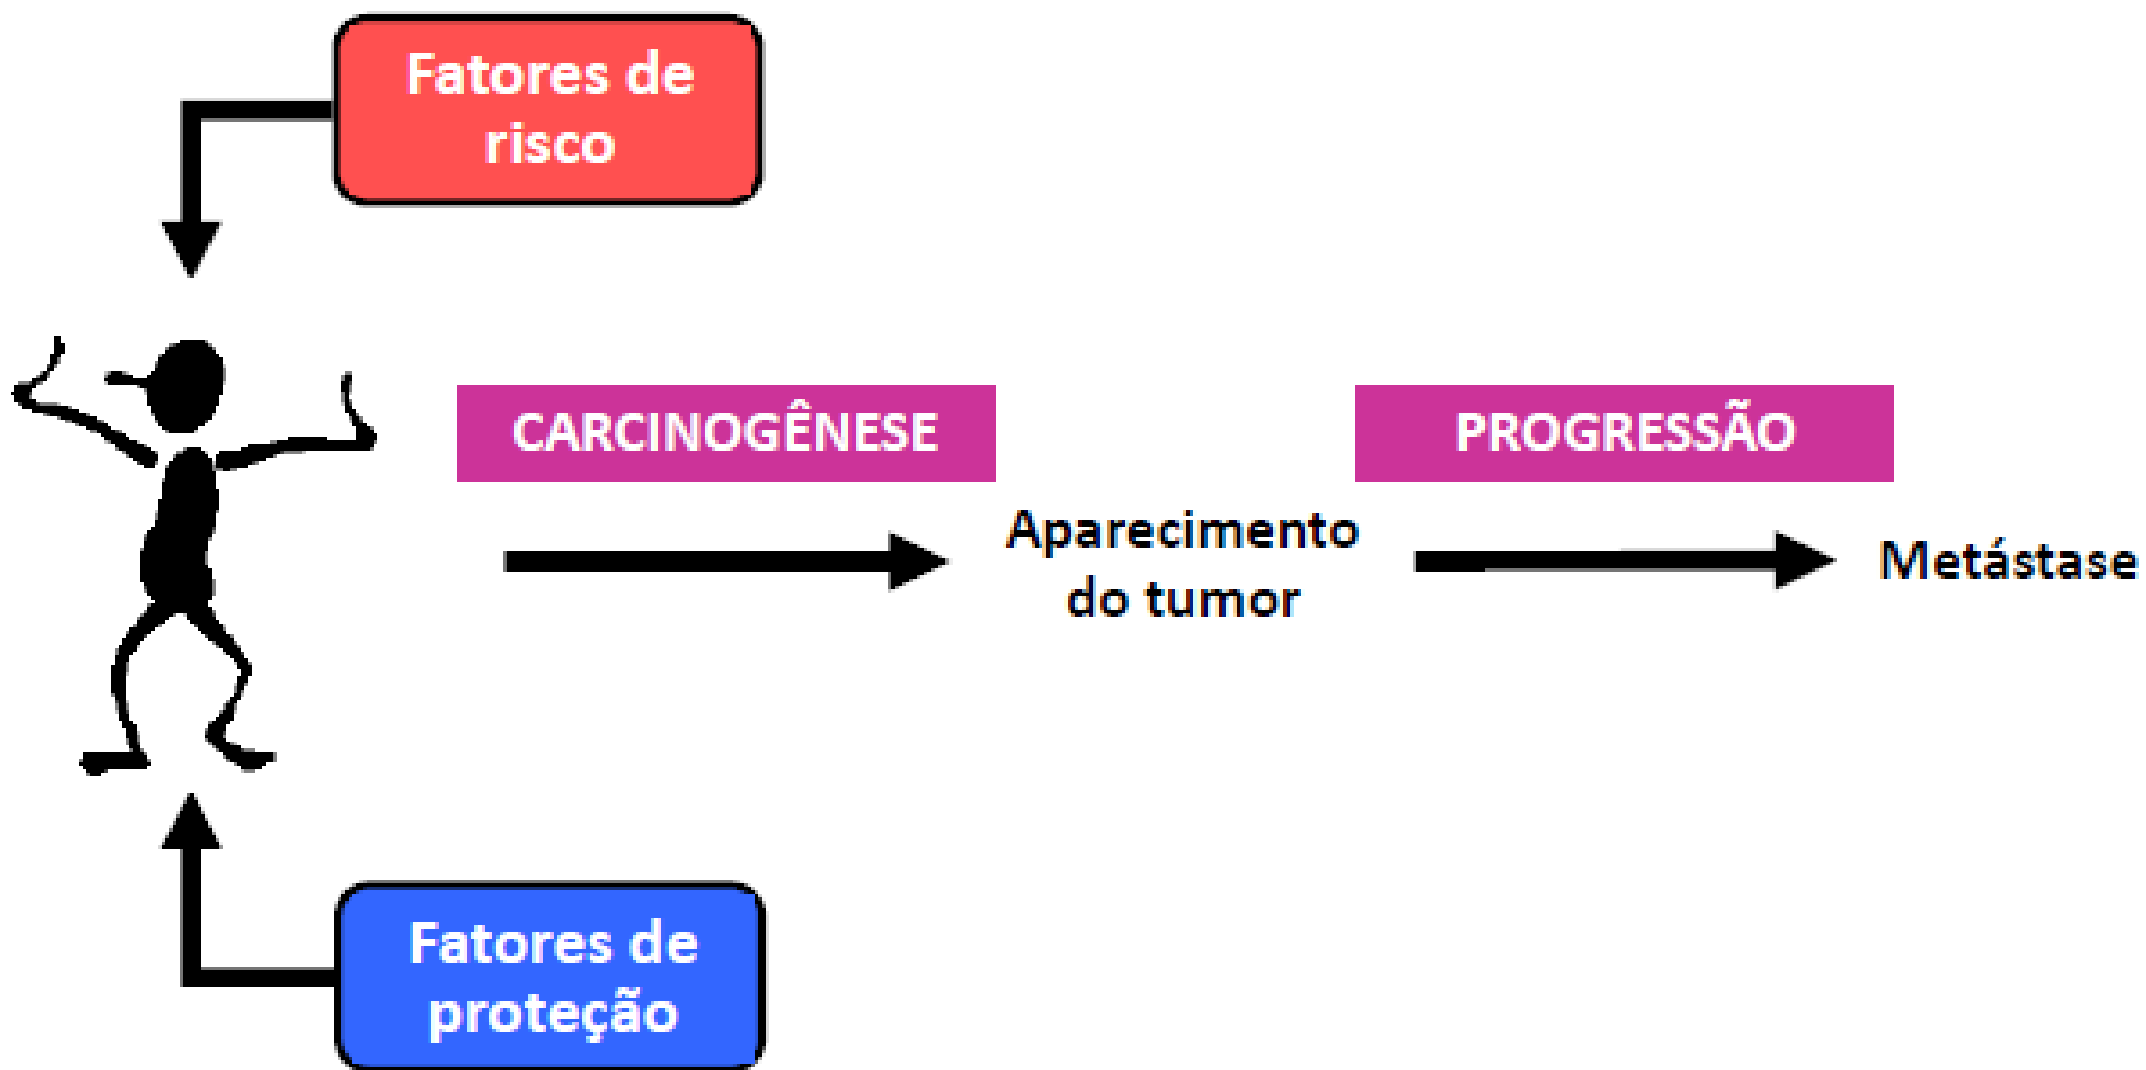 Fatores de
risco
CARCINOGÊNESE
PROGRESSÃO
Aparecimento
do tumor
Metástase
Fatores de
proteção